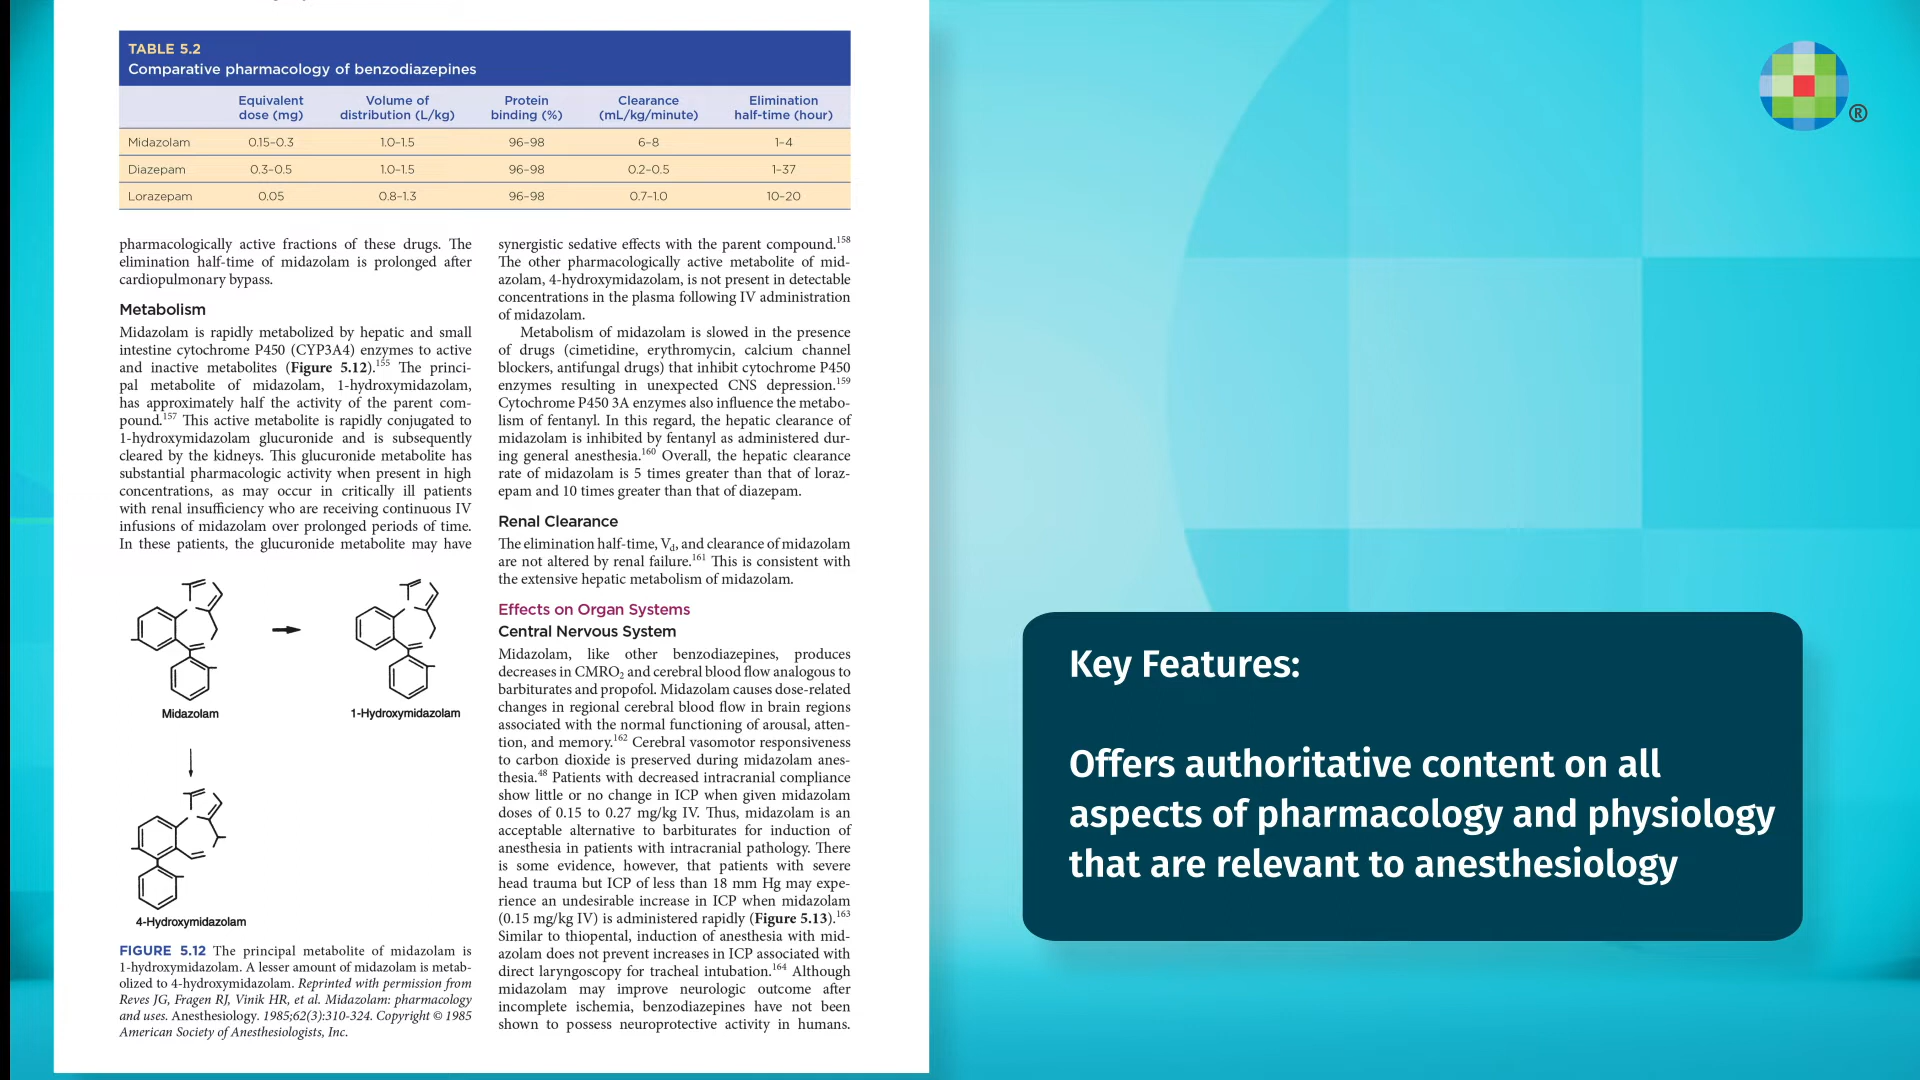 TABLE 5.2
Comparative pharmacology of benzodiazepines
Equivalent dose (mg) Volume of distribution (L/kg) Protein binding (%) Clearance (mL/kg/minute) Elimination half-time (hour)
Midazolam 0.15–0.3 1.0–1.5 96–98 6–8 1–4
Diazepam 0.3–0.5 1.0–1.5 96–98 0.2–0.5 1–37
Lorazepam 0.05 0.8–1.3 96–98 0.7–1.0 10–20
pharmacologically active fractions of these drugs. The
elimination half-time of midazolam is prolonged after
cardiopulmonary bypass.
Metabolism
Midazolam is rapidly metabolized by hepatic and small
intestine cytochrome P450 (CYP3A4) enzymes to active
and inactive metabolites (Figure 5.12).155 The princi-
pal metabolite of midazolam, 1-hydroxymidazolam,
has approximately half the activity of the parent com-
pound.157 This active metabolite is rapidly conjugated to
1-hydroxymidazolam glucuronide and is subsequently
cleared by the kidneys. This glucuronide metabolite has
substantial pharmacologic activity when present in high
concentrations, as may occur in critically ill patients
with renal insufficiency who are receiving continuous IV
infusions of midazolam over prolonged periods of time.
In these patients, the glucuronide metabolite may have
Midazolam
1-Hydroxymidazolam
4-Hydroxymidazolam
FIGURE 5.12 The principal metabolite of midazolam is
1-hydroxymidazolam. A lesser amount of midazolam is metab-
olized to 4-hydroxymidazolam. Reprinted with permission from
Reves JG, Fragen RJ, Vinik HR, et al. Midazolam: pharmacology
and uses. Anesthesiology. 1985;62(3):310-324. Copyright © 1985
American Society of Anesthesiologists, Inc.
synergistic sedative effects with the parent compound.158
The other pharmacologically active metabolite of mid-
azolam, 4-hydroxymidazolam, is not present in detectable
concentrations in the plasma following IV administration
of midazolam.
Metabolism of midazolam is slowed in the presence
of drugs (cimetidine, erythromycin, calcium channel
blockers, antifungal drugs) that inhibit cytochrome P450
enzymes resulting in unexpected CNS depression.159
Cytochrome P450 3A enzymes also influence the metabo-
lism of fentanyl. In this regard, the hepatic clearance of
midazolam is inhibited by fentanyl as administered dur-
ing general anesthesia.160 Overall, the hepatic clearance
rate of midazolam is 5 times greater than that of loraz-
epam and 10 times greater than that of diazepam.
Renal Clearance
The elimination half-time, Vd, and clearance of midazolam
are not altered by renal failure.161 This is consistent with
the extensive hepatic metabolism of midazolam.
Effects on Organ Systems
Central Nervous System
Midazolam, like other benzodiazepines, produces
decreases in CMRO2 and cerebral blood flow analogous to
barbiturates and propofol. Midazolam causes dose-related
changes in regional cerebral blood flow in brain regions
associated with the normal functioning of arousal, atten-
tion, and memory.162 Cerebral vasomotor responsiveness
to carbon dioxide is preserved during midazolam anes-
thesia.48 Patients with decreased intracranial compliance
show little or no change in ICP when given midazolam
doses of 0.15 to 0.27 mg/kg IV. Thus, midazolam is an
acceptable alternative to barbiturates for induction of
anesthesia in patients with intracranial pathology. There
is some evidence, however, that patients with severe
head trauma but ICP of less than 18 mm Hg may expe-
rience an undesirable increase in ICP when midazolam
(0.15 mg/kg IV) is administered rapidly (Figure 5.13).163
Similar to thiopental, induction of anesthesia with mid-
azolam does not prevent increases in ICP associated with
direct laryngoscopy for tracheal intubation.164 Although
midazolam may improve neurologic outcome after
incomplete ischemia, benzodiazepines have not been
shown to possess neuroprotective activity in humans.
®
Key Features:
Offers authoritative content on all
aspects of pharmacology and physiology
that are relevant to anesthesiology